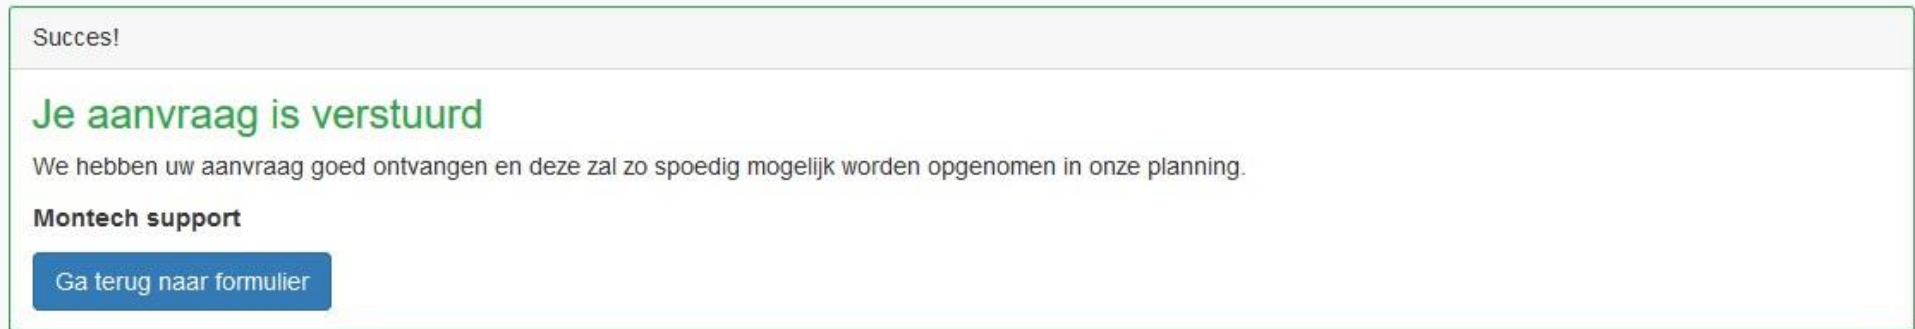 Succes!
Je aanvraag is verstuurd
We hebben uw aanvraag goed ontvangen en deze zal zo spoedig mogelijk worden opgenomen in onze planning.
Montech support
Ga terug naar formulier